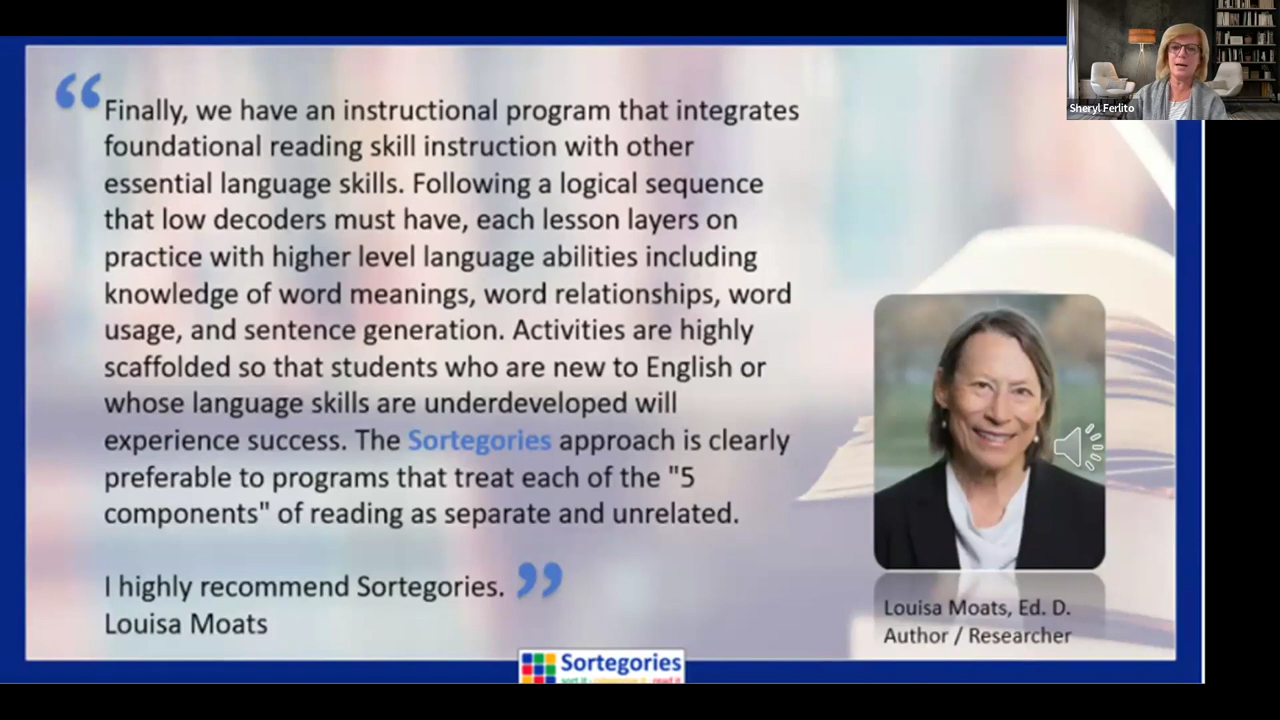 Sheryl Ferlito
“ Finally, we have an instructional program that integrates
foundational reading skill instruction with other
essential language skills. Following a logical sequence
that low decoders must have, each lesson layers on
practice with higher level language abilities including
knowledge of word meanings, word relationships, word
usage, and sentence generation. Activities are highly
scaffolded so that students who are new to English or
whose language skills are underdeveloped will
experience success. The Sortegories approach is clearly
preferable to programs that treat each of the "5
components" of reading as separate and unrelated.
I highly recommend Sortegories. ”
Louisa Moats
Louisa Moats, Ed. D.
Author / Researcher
Sortegories